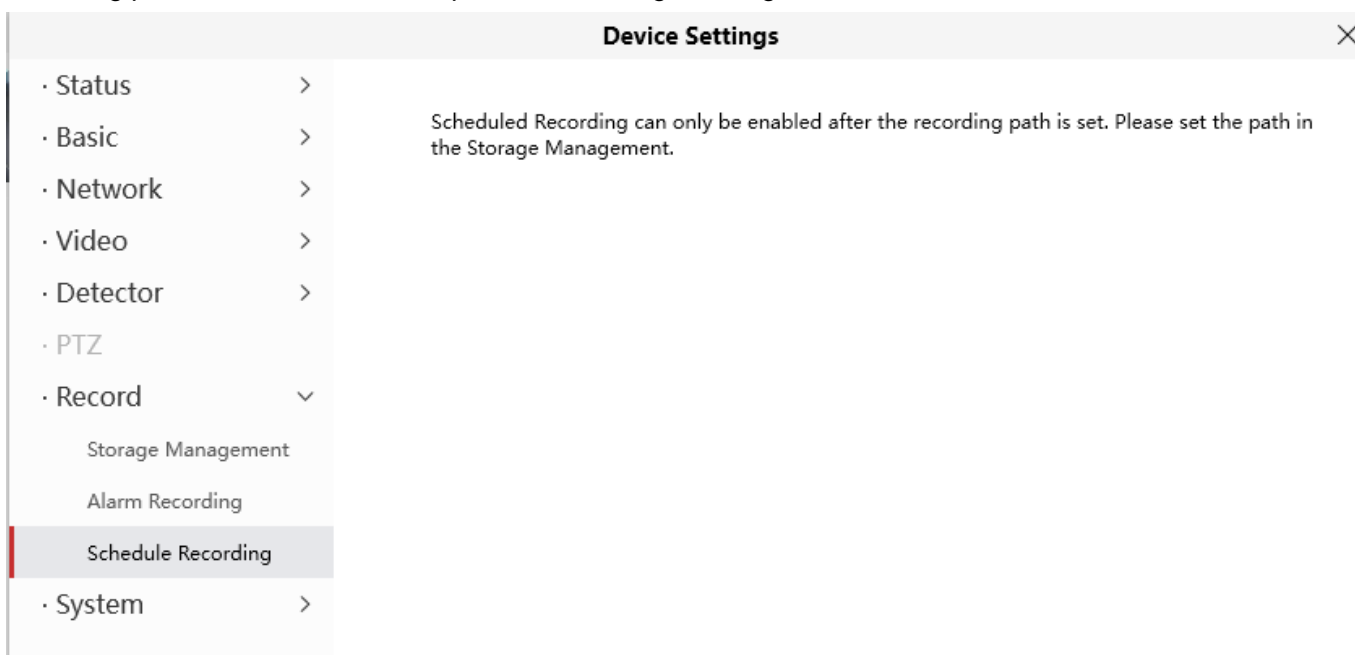 Device Settings
· Status
· Basic
· Network
· Video
· Detector
· PTZ
· Record
Storage Management
Alarm Recording
Schedule Recording
· System
Scheduled Recording can only be enabled after the recording path is set. Please set the path in
the Storage Management.